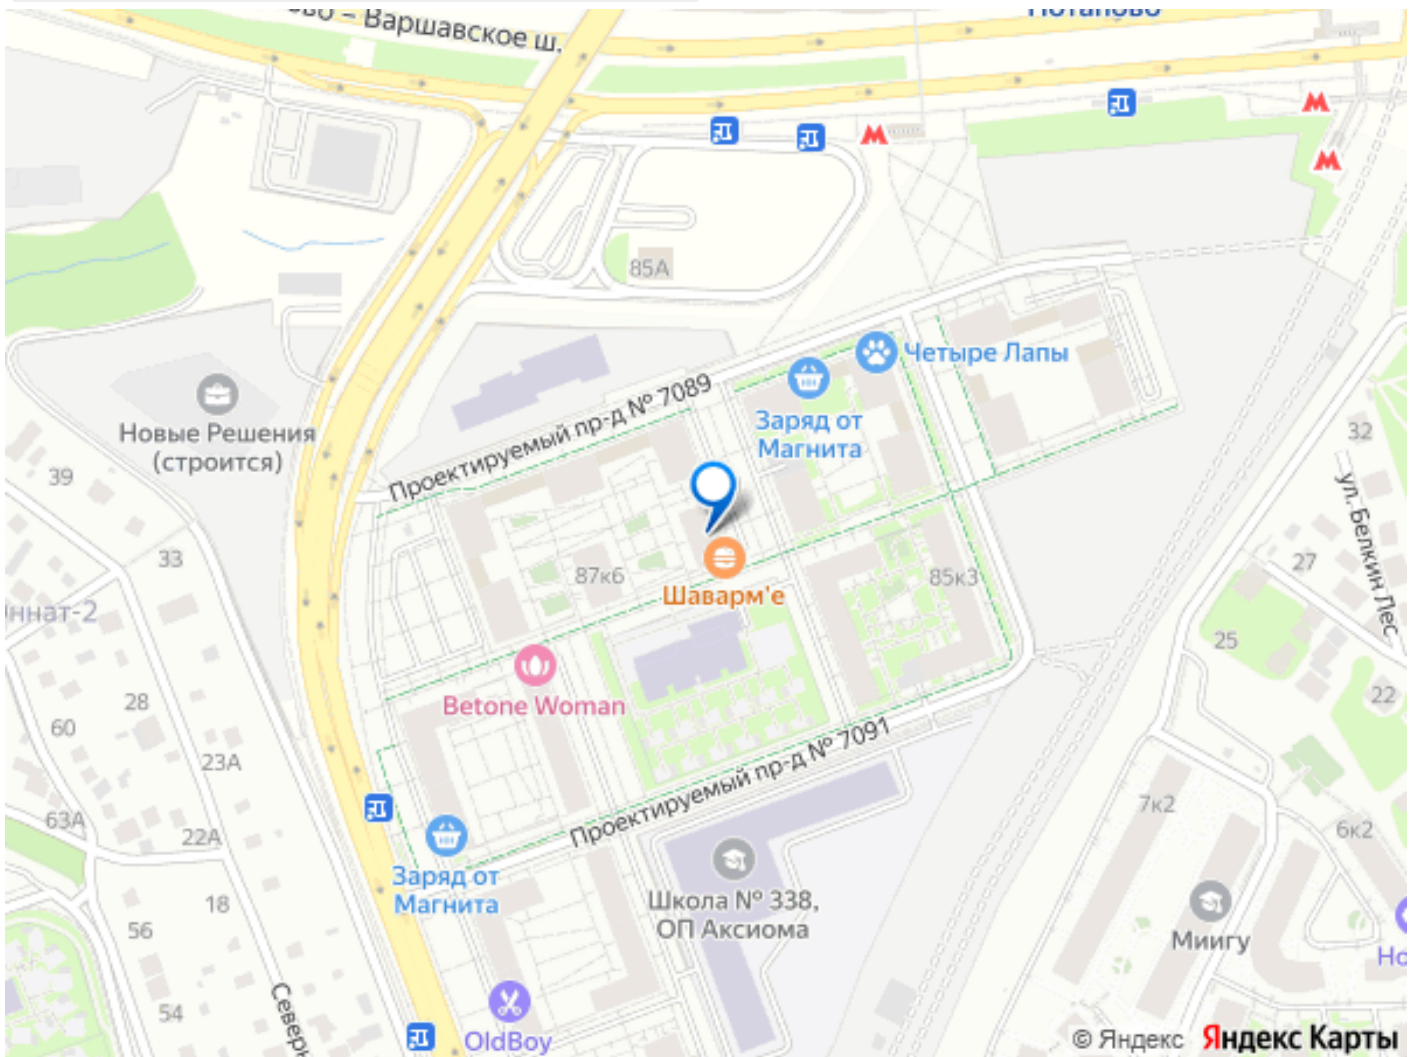 Варшавское ш.
Потапово
85А
Четыре Лапы
Проектируемый пр-д № 7089
Заряд от
Магнита
Новые Решения
(строится)
39
32
ул. Белкин Лес
33
27
87к6
85к3
Шаварм'е
25
22
Betone Woman
28
60
23А
Проектируемый пр-д № 7091
7к2
6к2
63А
22А
Заряд от
Магнита
18
Школа № 338,
ОП Аксиома
56
Миигу
54
OldBoy
© Яндекс Яндекс Карты